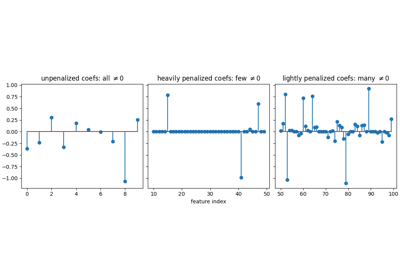 unpenalized coefs: all ≠0
heavily penalized coefs: few ≠0
lightly penalized coefs: many ≠0
1.00
0.75
0.50
0.25
0.00
-0.25
-0.50
-0.75
-1.00
0 2 4 6 8
10 20 30 40 50
50 60 70 80 90 100
feature index